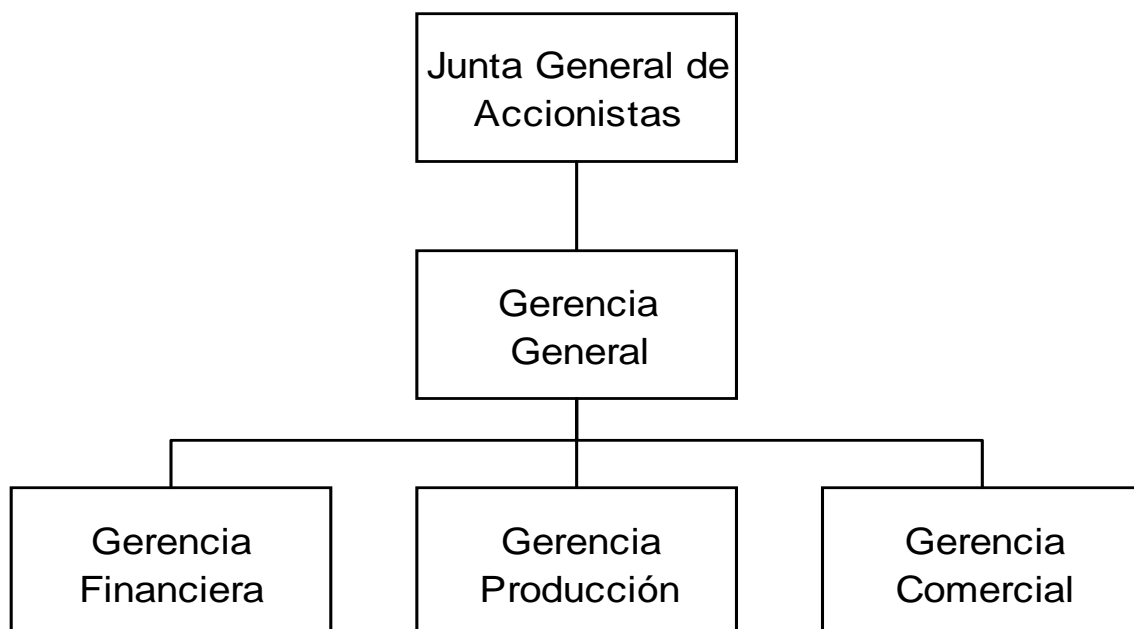 Junta General de
Accionistas
Gerencia
General
Gerencia
Financiera
Gerencia
Producción
Gerencia
Comercial